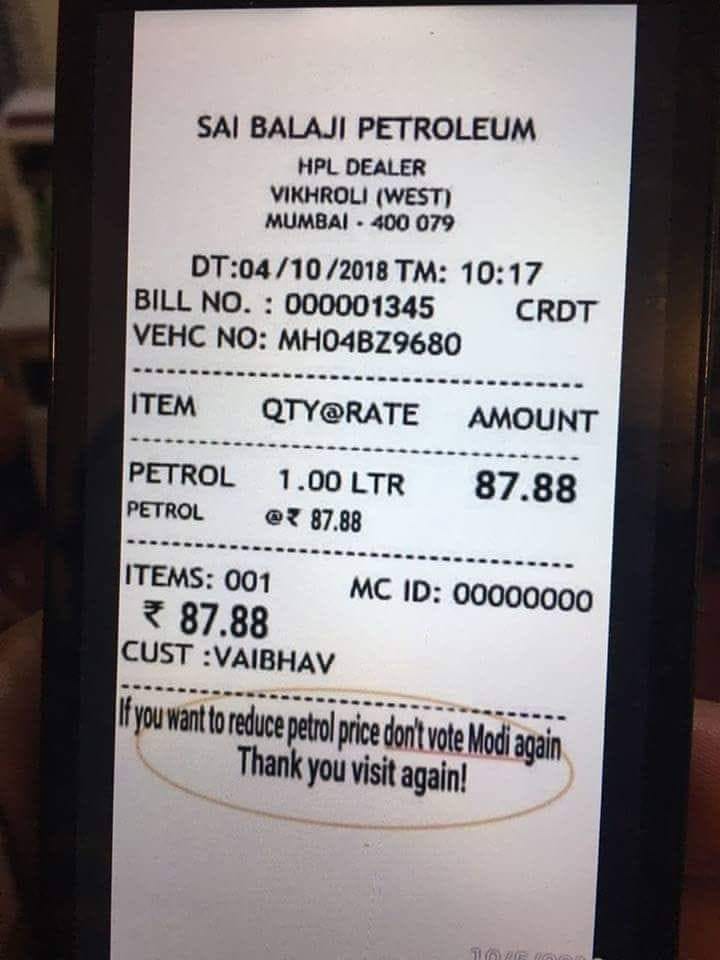 SAI BALAJI PETROLEUM
HPL DEALER
VIKHROLI (WEST)
MUMBAI - 400 079
DT:04/10/2018 TM: 10:17
BILL NO. : 000001345 CRDT
VEHC NO: MH04BZ9680
ITEM QTY@RATE AMOUNT
PETROL 1.00 LTR 87.88
PETROL @₹ 87.88
ITEMS: 001 MC ID: 00000000
₹ 87.88
CUST :VAIBHAV
If you want to reduce petrol price don't vote Modi again
Thank you visit again!